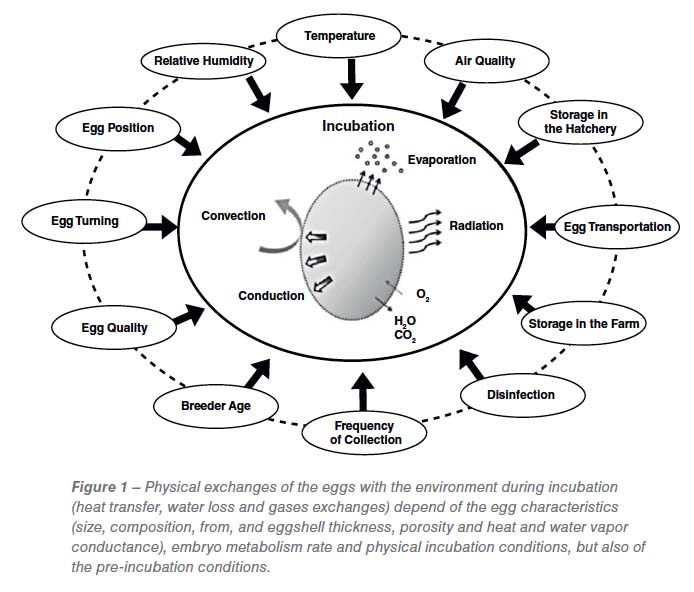 Temperature
Relative Humidity
Air Quality
Storage in
the Hatchery
Egg Position
Incubation
Evaporation
Egg Turning
Convection
Radiation
Egg Transportation
Conduction
O2
H2O
CO2
Egg Quality
Storage in the Farm
Breeder Age
Disinfection
Frequency
of Collection
Figure 1 – Physical exchanges of the eggs with the environment during incubation
(heat transfer, water loss and gases exchanges) depend of the egg characteristics
(size, composition, from, and eggshell thickness, porosity and heat and water vapor
conductance), embryo metabolism rate and physical incubation conditions, but also of
the pre-incubation conditions.